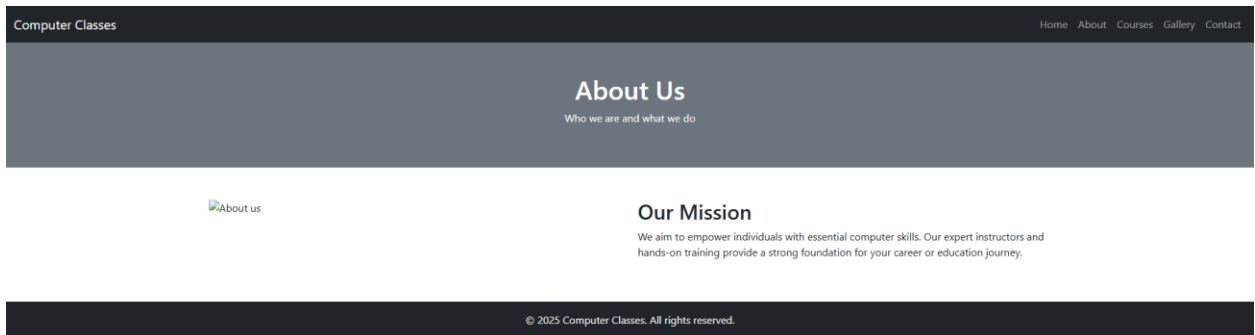 Computer Classes
Home About Courses Gallery Contact
About Us
Who we are and what we do
About us
Our Mission
We aim to empower individuals with essential computer skills. Our expert instructors and
hands-on training provide a strong foundation for your career or education journey.
© 2025 Computer Classes. All rights reserved.